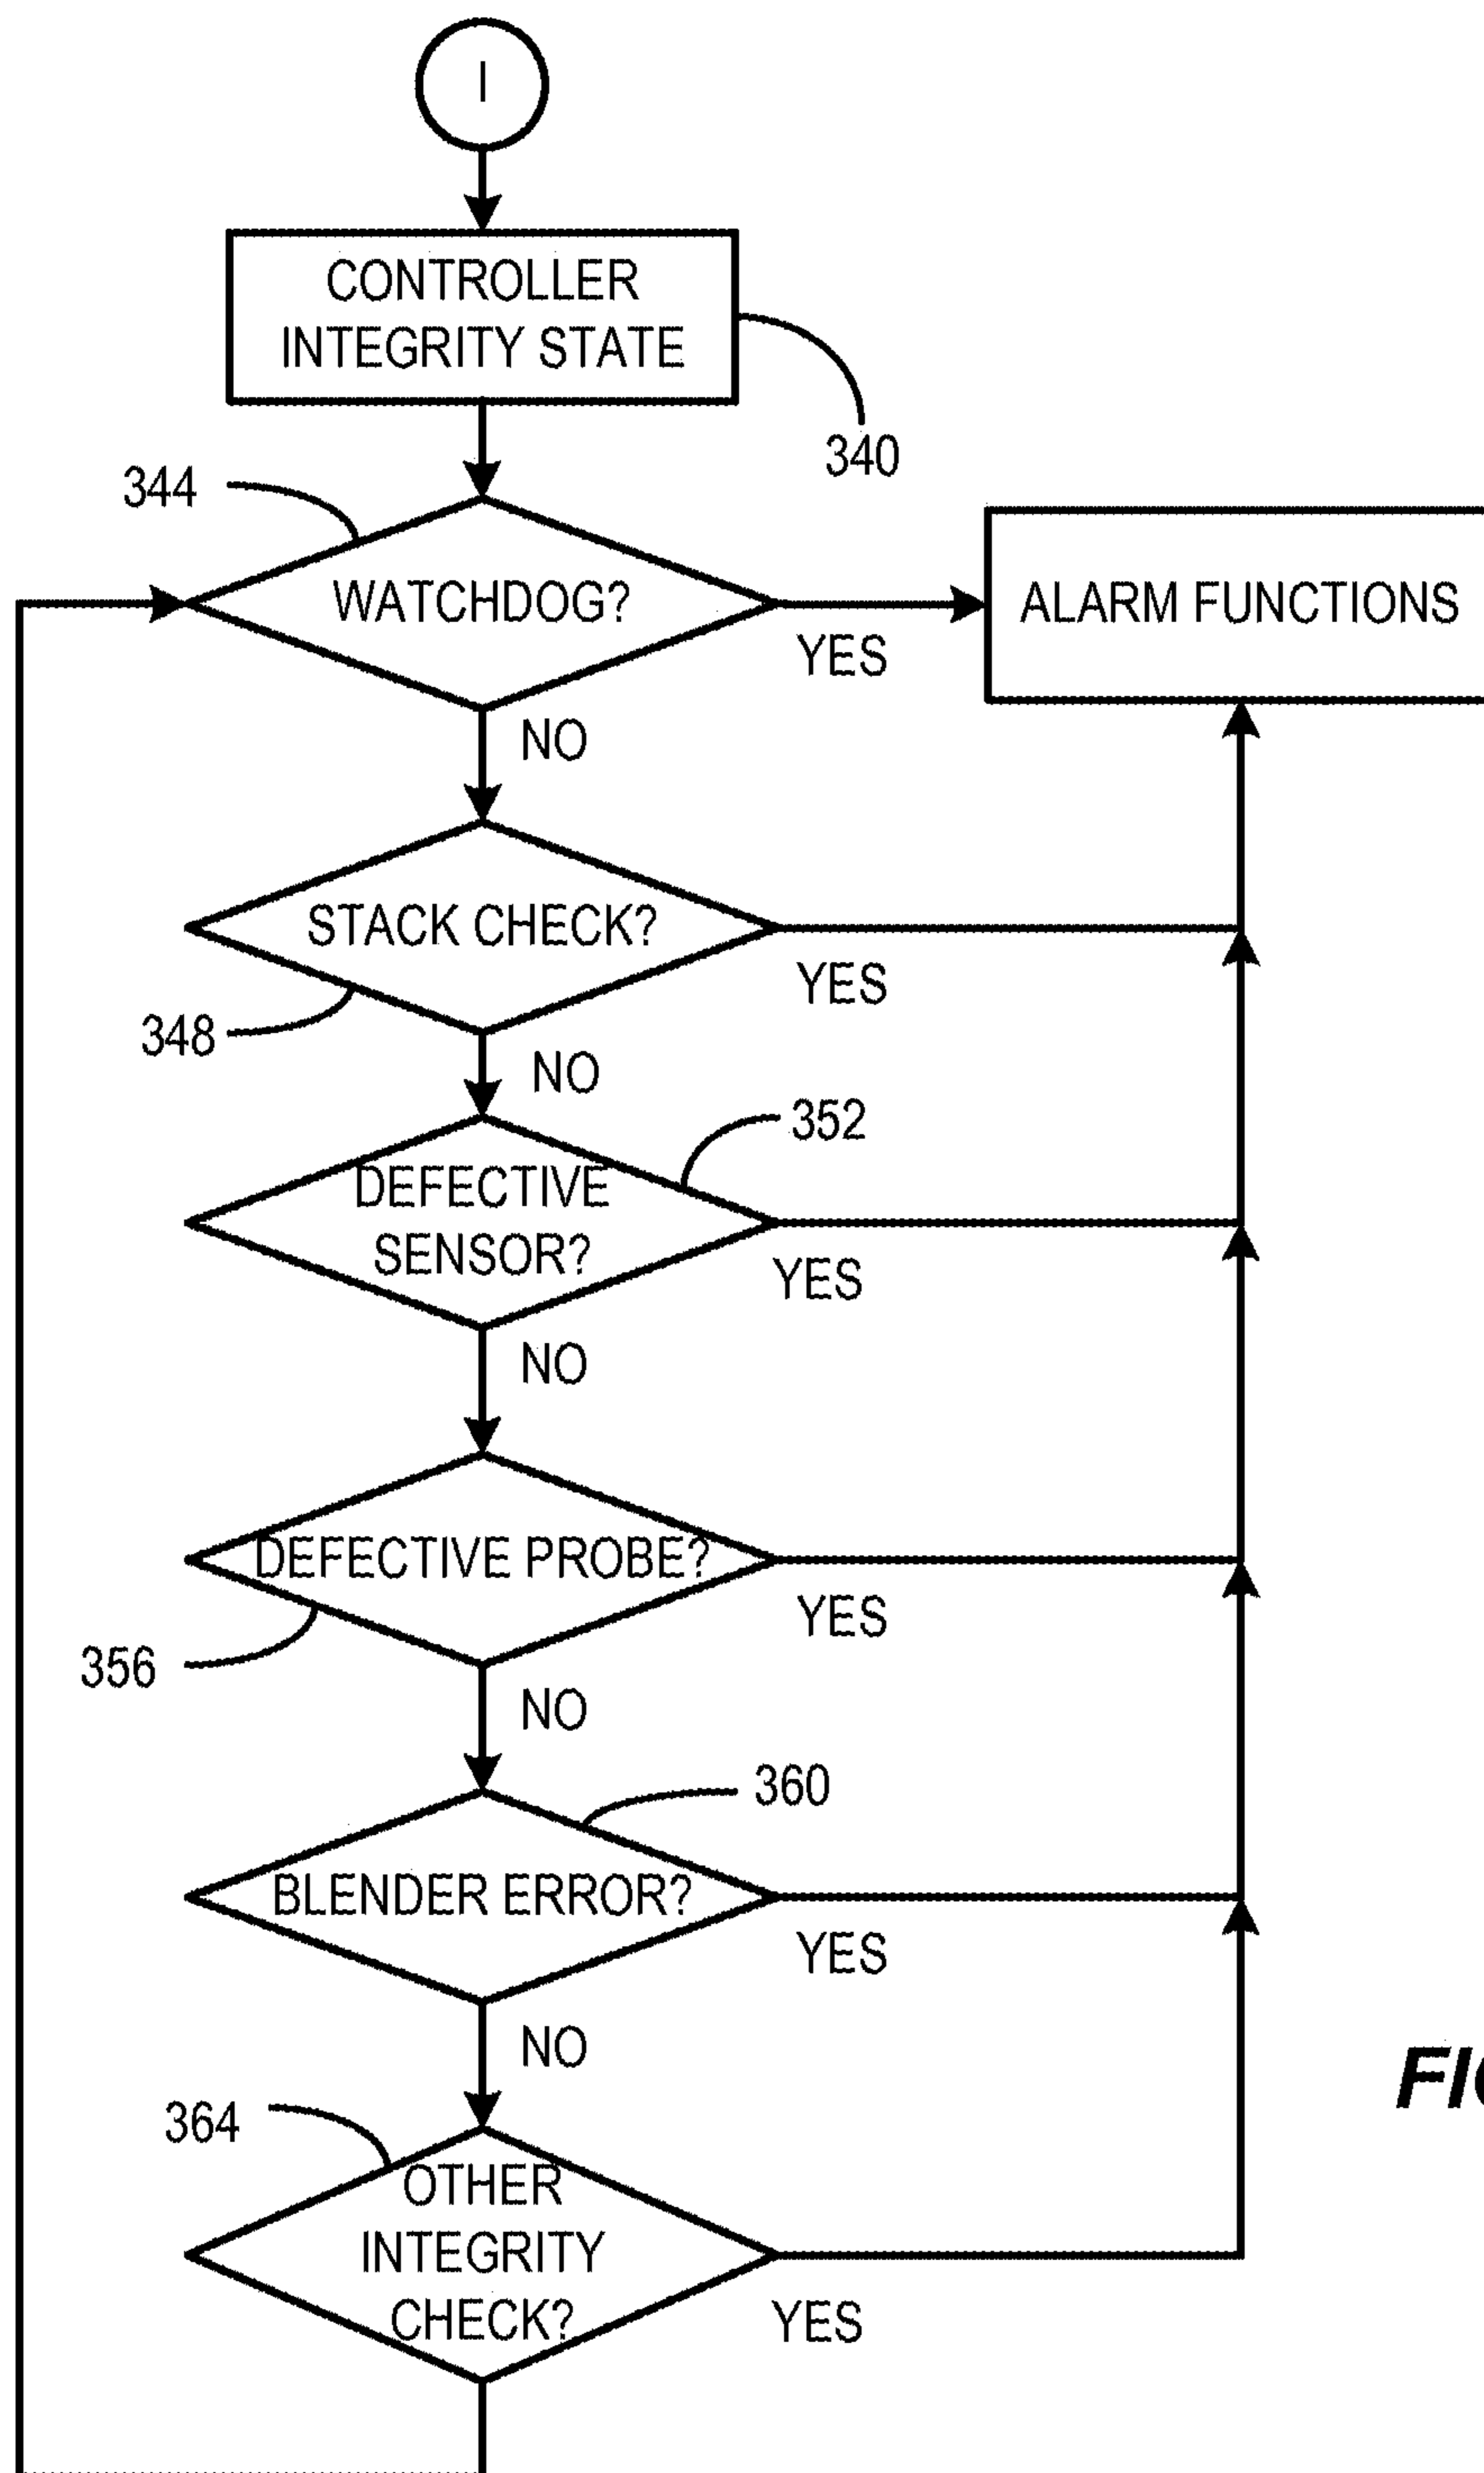 I
CONTROLLER
INTEGRITY STATE
340
344
WATCHDOG?
YES
ALARM FUNCTIONS
NO
STACK CHECK?
YES
348
NO
352
DEFECTIVE
SENSOR?
YES
NO
DEFECTIVE PROBE?
YES
356
NO
360
BLENDER ERROR?
YES
NO
364
OTHER
INTEGRITY
CHECK?
YES